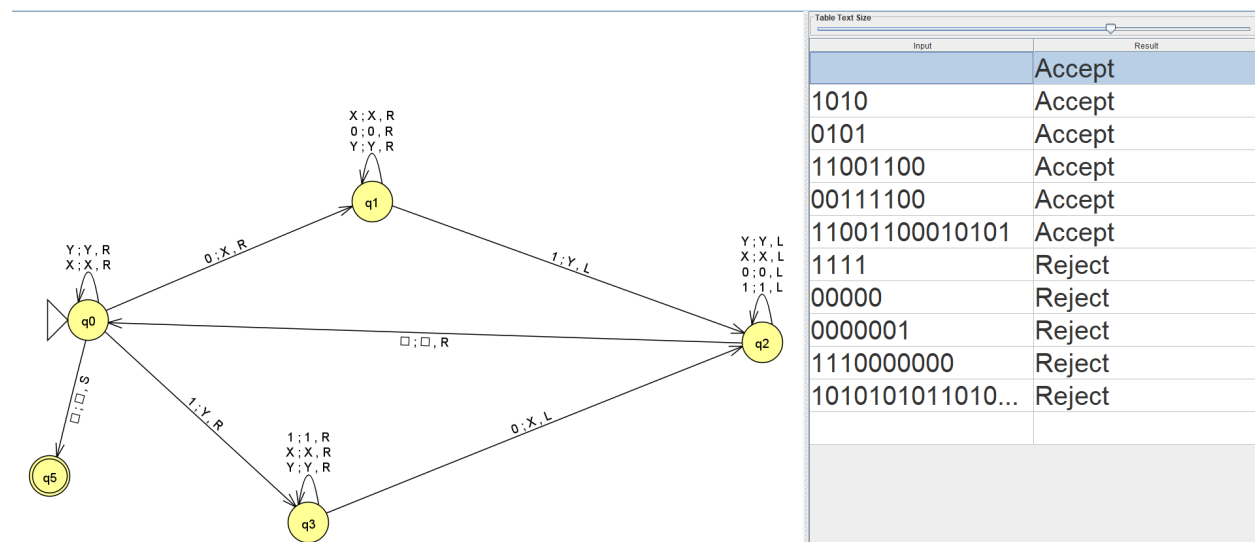 X ; X , R
0 ; 0 , R
Y ; Y , R
q1
Y ; Y , R
X ; X , R
q0
0 ; X , R
1 ; Y , L
Y ; Y , L
X ; X , L
0 ; 0 , L
1 ; 1 , L
q2
□ ; □ , R
□ ; □ , S
1 ; Y , R
0 ; X , L
q5
1 ; 1 , R
X ; X , R
Y ; Y , R
q3
Table Text Size
Input Result
Accept
1010 Accept
0101 Accept
11001100 Accept
00111100 Accept
11001100010101 Accept
1111 Reject
00000 Reject
0000001 Reject
1110000000 Reject
1010101011010... Reject